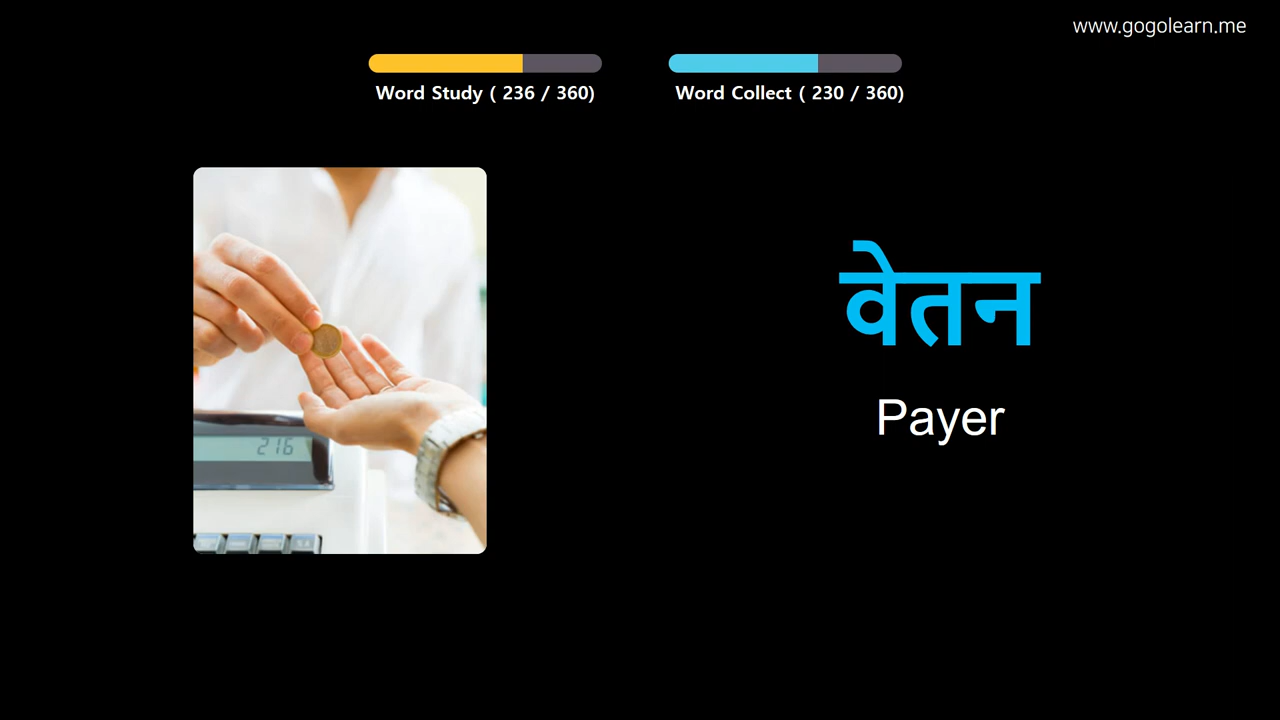 www.gogolearn.me
Word Study ( 236 / 360)
Word Collect ( 230 / 360)
216
वेतन
Payer